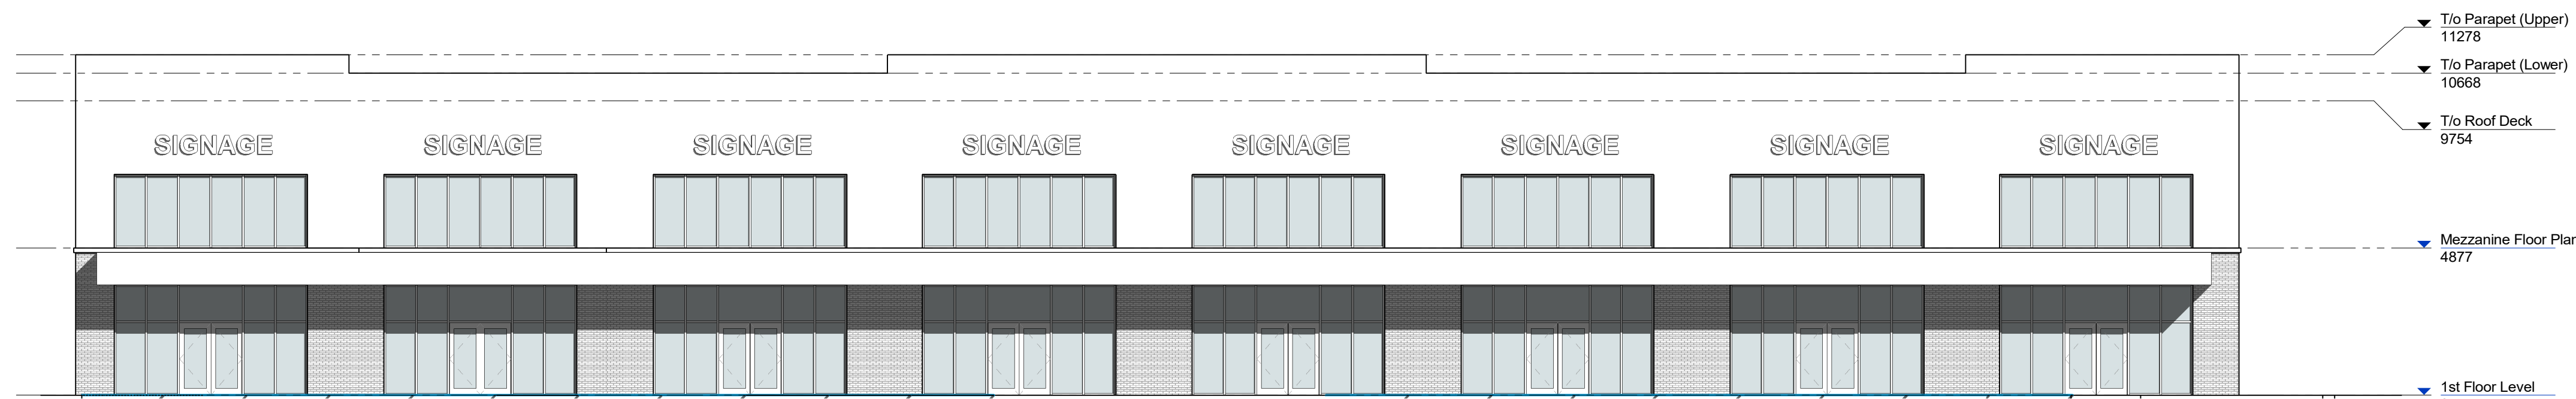 T/o Parapet (Upper)
11278
T/o Parapet (Lower)
10668
T/o Roof Deck
9754
SIGNAGE SIGNAGE SIGNAGE SIGNAGE SIGNAGE SIGNAGE SIGNAGE SIGNAGE
Mezzanine Floor Plan
4877
1st Floor Level